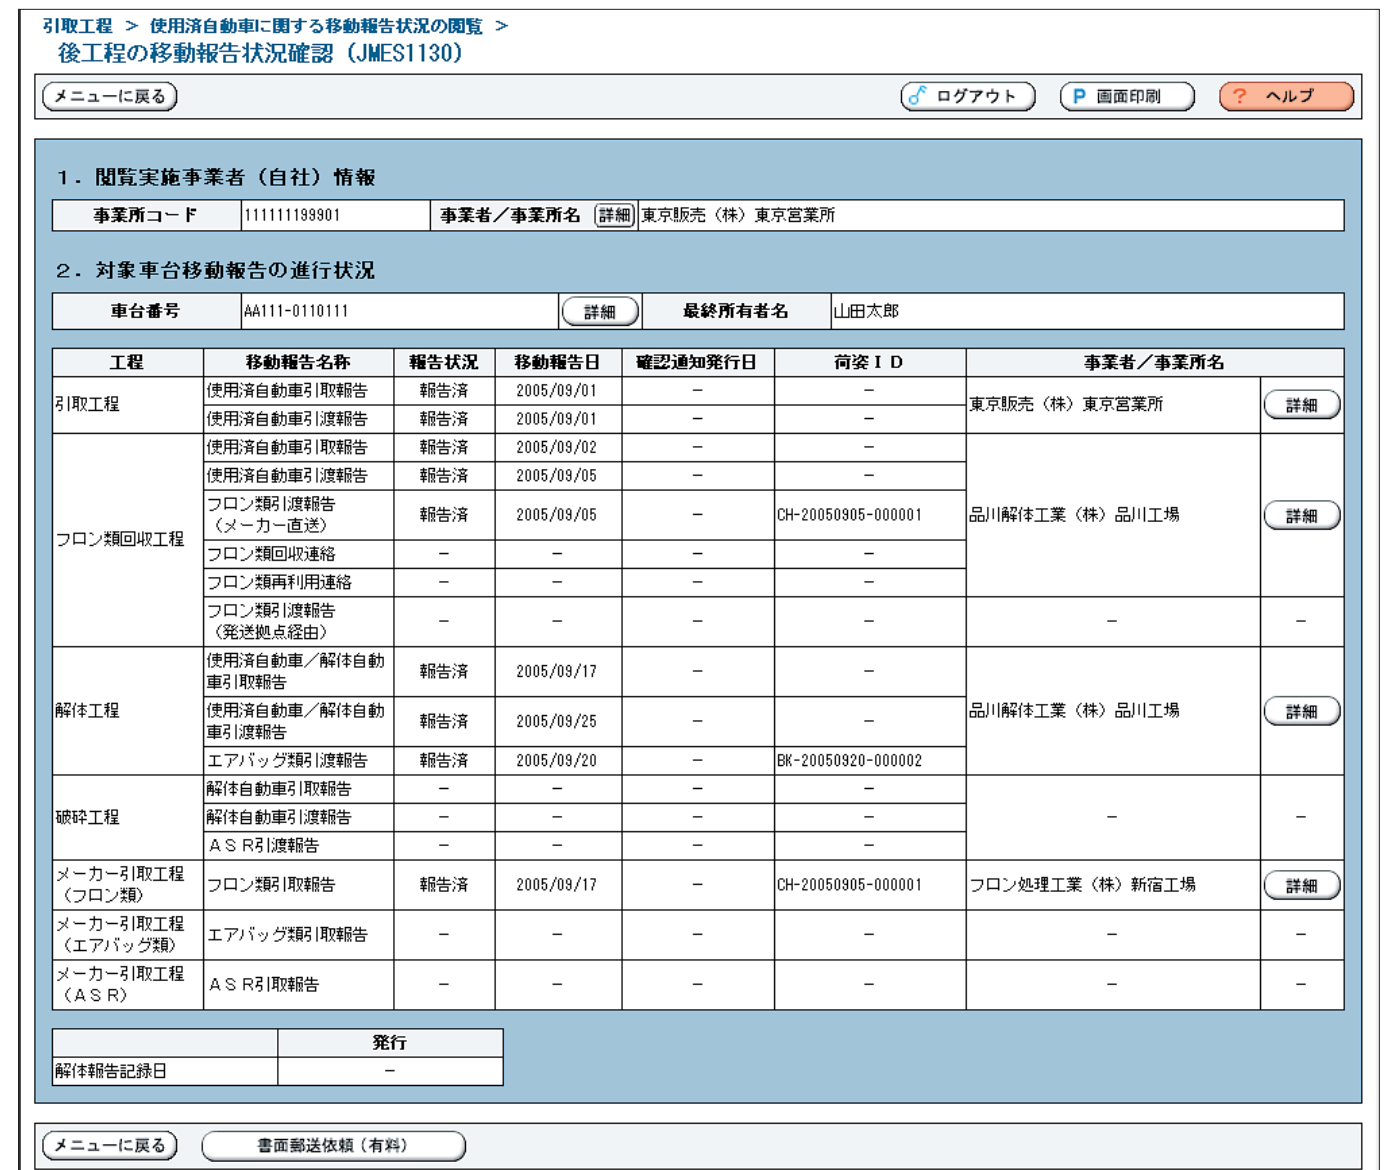 引取工程 ＞ 使用済自動車に関する移動報告状況の閲覧 ＞
後工程の移動報告状況確認（JMES1130）
メニューに戻る ログアウト P 画面印刷 ? ヘルプ
１．閲覧実施事業者（自社）情報
事業所コード 111111199901 事業者／事業所名 詳細 東京販売（株）東京営業所
２．対象車台移動報告の進行状況
車台番号 AA111-0110111 詳細 最終所有者名 山田太郎
工程 移動報告名称 報告状況 移動報告日 確認通知発行日 荷姿ＩＤ 事業者／事業所名
引取工程 使用済自動車引取報告 報告済 2005/09/01 － － 東京販売（株）東京営業所 詳細
使用済自動車引渡報告 報告済 2005/09/01 － －
フロン類回収工程 使用済自動車引取報告 報告済 2005/09/02 － － 品川解体工業（株）品川工場 詳細
使用済自動車引渡報告 報告済 2005/09/05 － －
フロン類引渡報告
（メーカー直送） 報告済 2005/09/05 － CH-20050905-000001
フロン類回収連絡 － － － －
フロン類再利用連絡 － － － －
フロン類引渡報告
（発送拠点経由） － － － － － －
解体工程 使用済自動車／解体自動
車引取報告 報告済 2005/09/17 － － 品川解体工業（株）品川工場 詳細
使用済自動車／解体自動
車引渡報告 報告済 2005/09/25 － －
エアバッグ類引渡報告 報告済 2005/09/20 － BK-20050920-000002
破砕工程 解体自動車引取報告 － － － － － －
解体自動車引渡報告 － － － －
ＡＳＲ引渡報告 － － － －
メーカー引取工程
（フロン類） フロン類引取報告 報告済 2005/09/17 － CH-20050905-000001 フロン処理工業（株）新宿工場 詳細
メーカー引取工程
（エアバッグ類） エアバッグ類引取報告 － － － － － －
メーカー引取工程
（ＡＳＲ） ＡＳＲ引取報告 － － － － － －
発行
解体報告記録日 －
メニューに戻る 書面郵送依頼（有料）